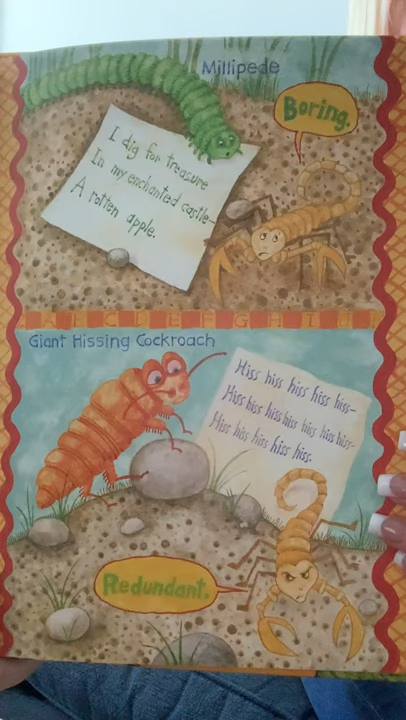 Millipede
Boring.
I dig for treasure
In my enchanted castle—
A rotten apple.
A B C D E F G H I J
Giant Hissing Cockroach
Hiss hiss hiss hiss hiss—
Hiss hiss hiss hiss hiss hiss hiss-
Hiss hiss hiss hiss hiss.
Redundant.